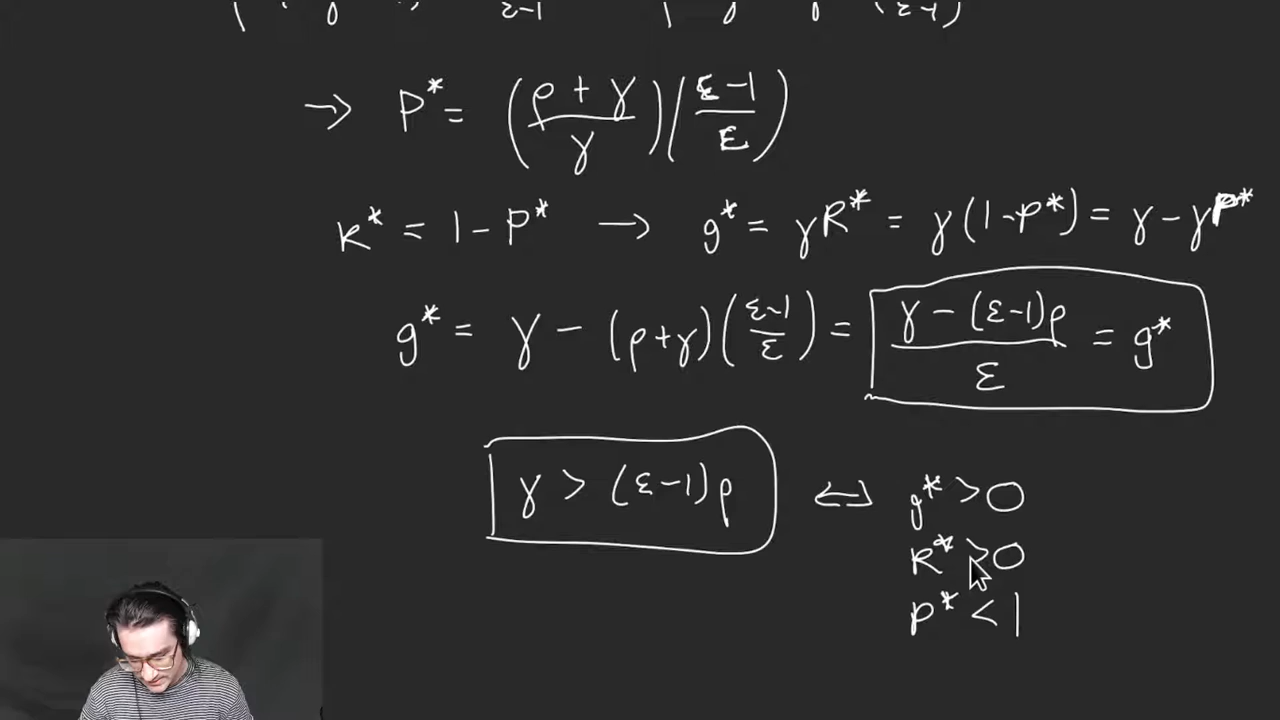 → P* = ((ρ + γ)/γ)((ε−1)/ε)
R* = 1 − P* → g* = γR* = γ(1−P*) = γ − γP*
g* = γ − (ρ+γ)((ε−1)/ε) = (γ − (ε−1)ρ)/ε = g*
γ > (ε−1)ρ ⟺ g* > 0
R* > 0
P* < 1